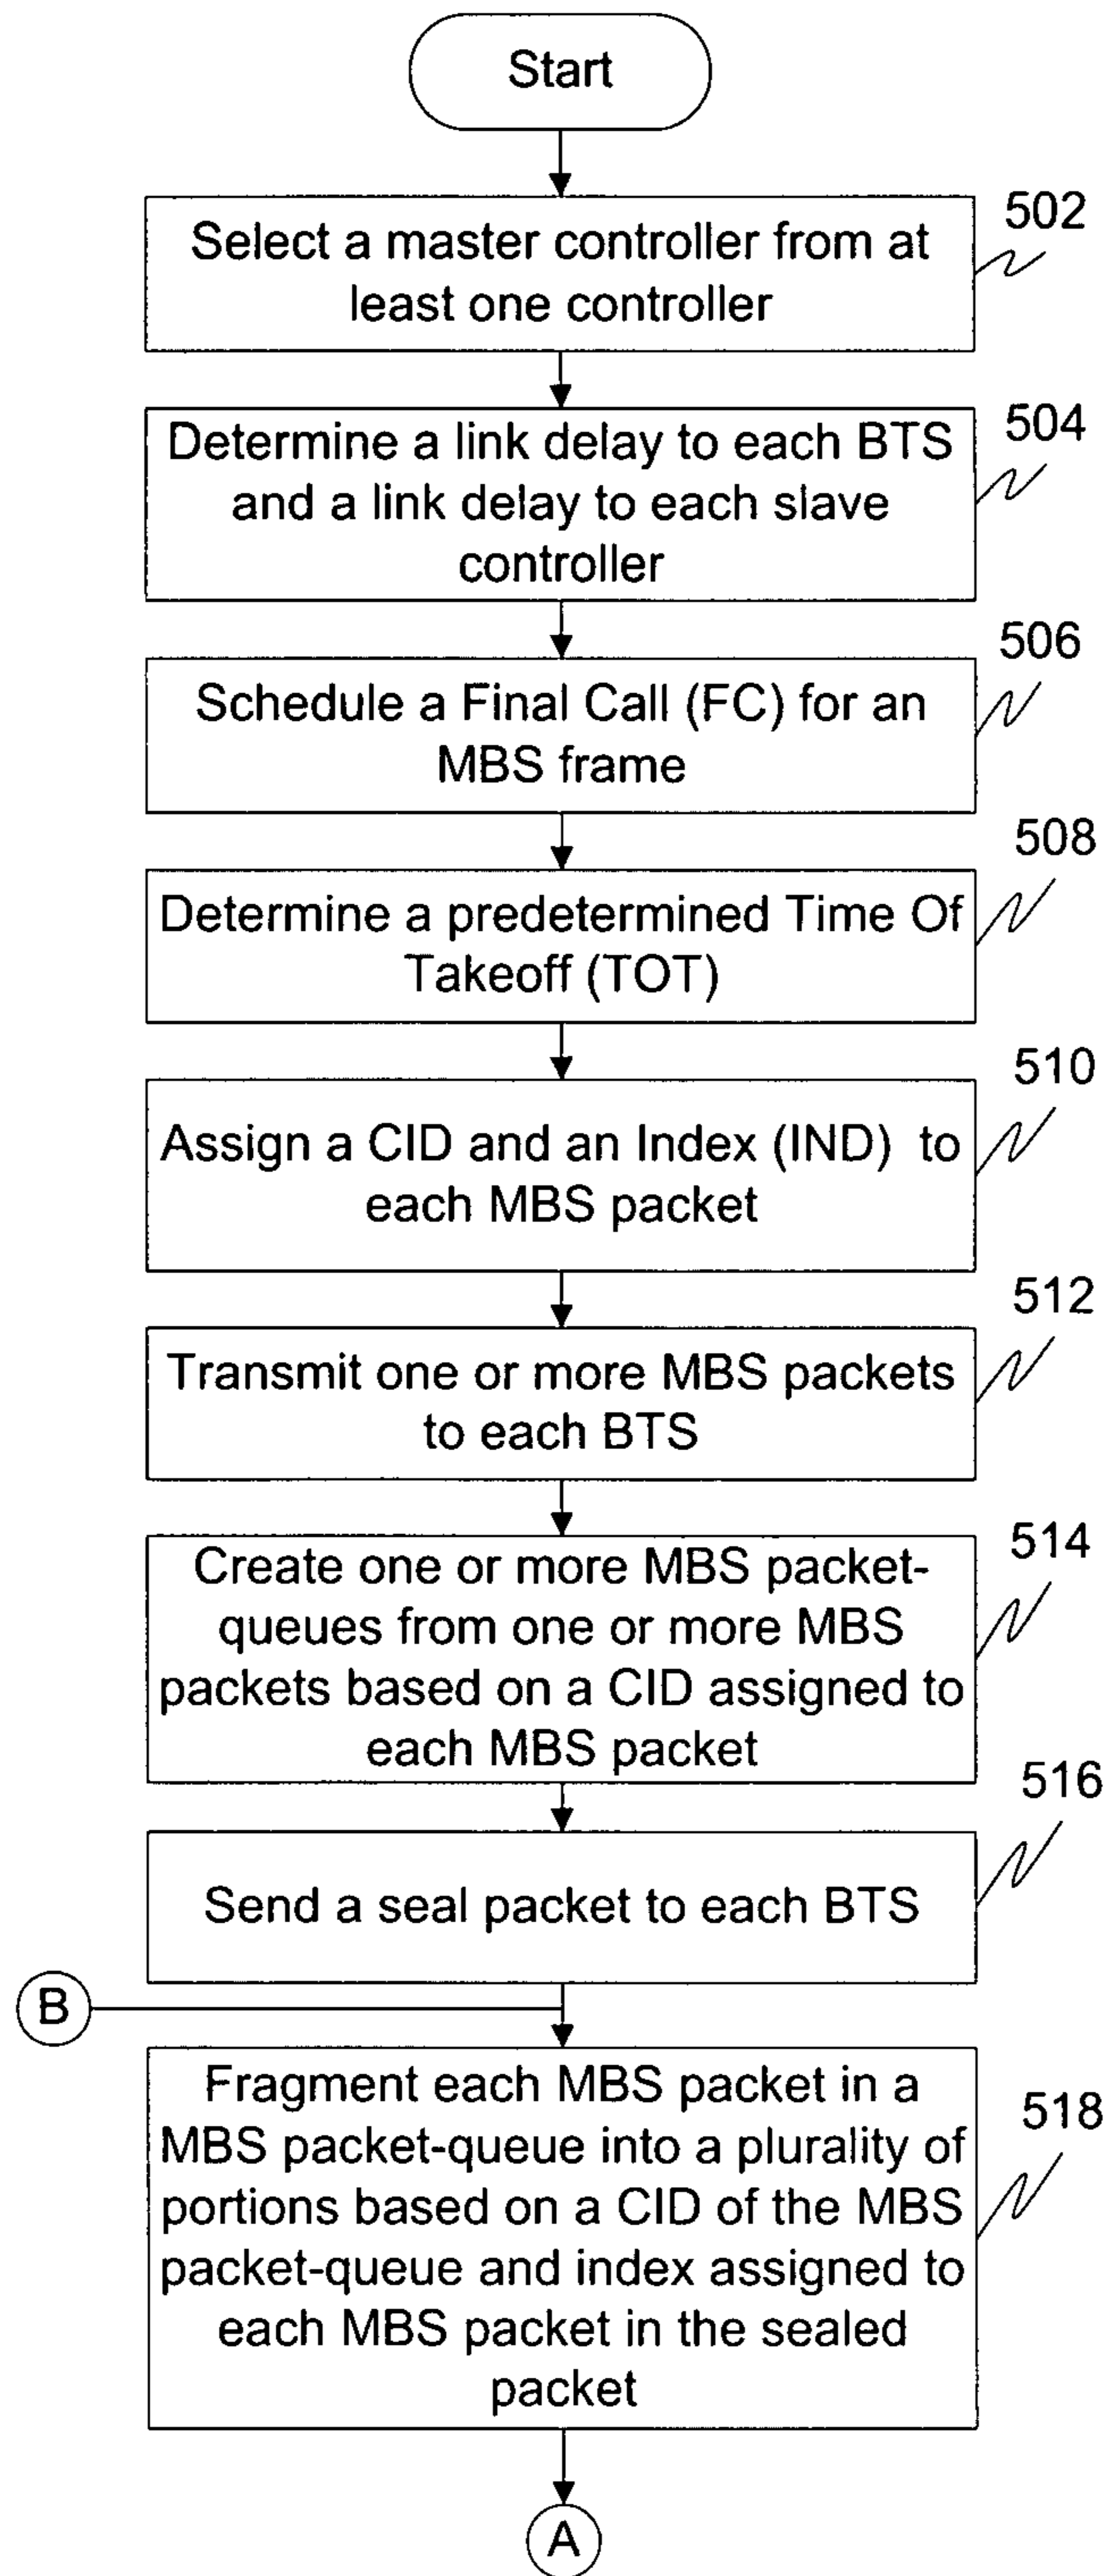 Start
502
Select a master controller from at
least one controller
504
Determine a link delay to each BTS
and a link delay to each slave
controller
506
Schedule a Final Call (FC) for an
MBS frame
508
Determine a predetermined Time Of
Takeoff (TOT)
510
Assign a CID and an Index (IND) to
each MBS packet
512
Transmit one or more MBS packets
to each BTS
514
Create one or more MBS packet-
queues from one or more MBS
packets based on a CID assigned to
each MBS packet
516
Send a seal packet to each BTS
B
518
Fragment each MBS packet in a
MBS packet-queue into a plurality of
portions based on a CID of the MBS
packet-queue and index assigned to
each MBS packet in the sealed
packet
A